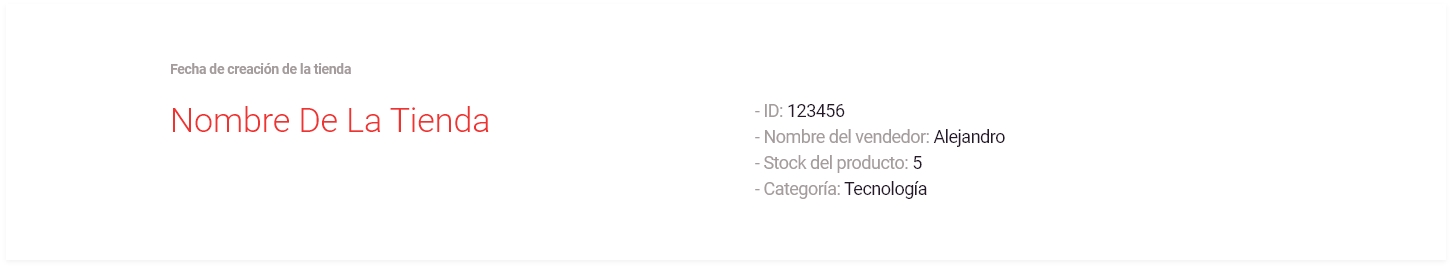 Fecha de creación de la tienda
Nombre De La Tienda
- ID: 123456
- Nombre del vendedor: Alejandro
- Stock del producto: 5
- Categoría: Tecnología